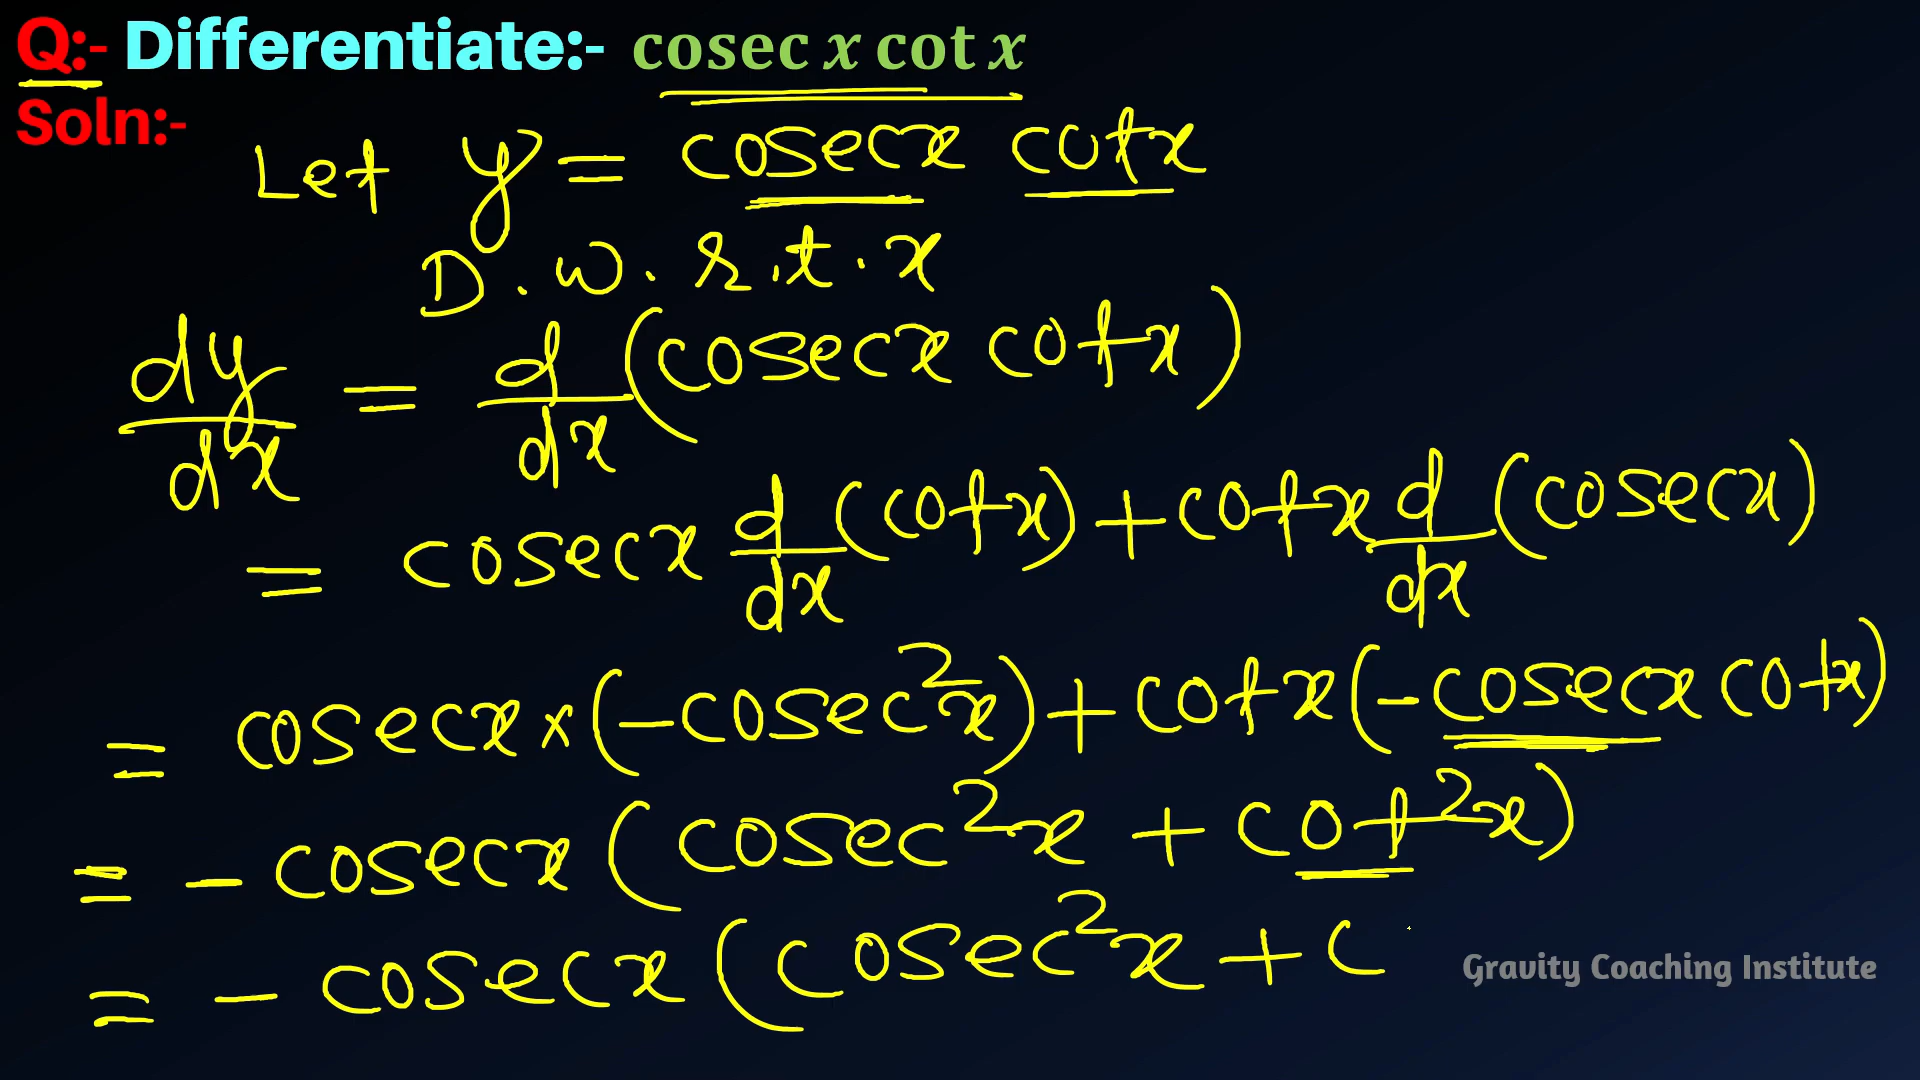 Q:- Differentiate:- cosec x cot x
Soln:-
Let y = cosecx cotx
D.w.r.t.x
dy/dx = d/dx (cosecx cotx)
= cosecx d/dx (cotx) + cotx d/dx (cosecx)
= cosecx × (-cosec²x) + cotx (-cosecx cotx)
= - cosecx (cosec²x + cot²x)
= - cosecx (cosec²x + c
Gravity Coaching Institute